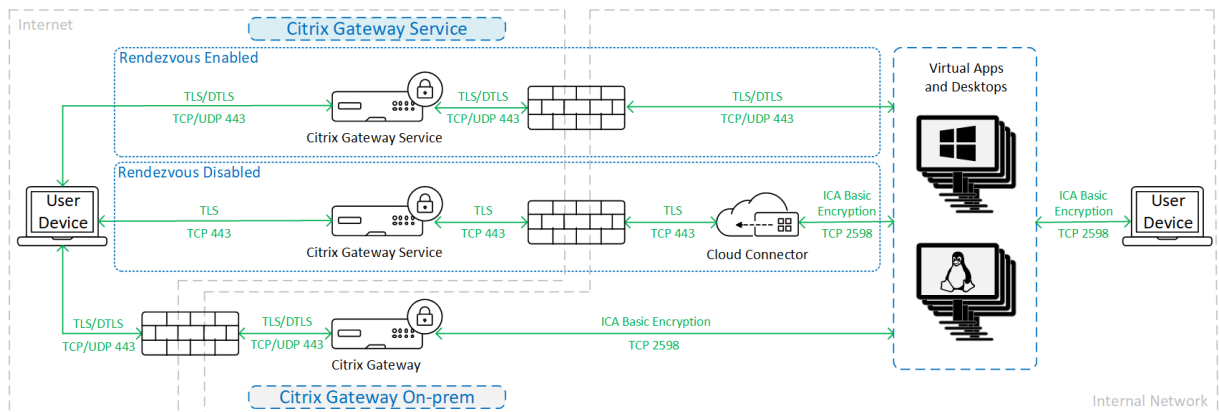 Internet
Citrix Gateway Service
Rendezvous Enabled
TLS/DTLS
TCP/UDP 443
Citrix Gateway Service
TLS/DTLS
TCP/UDP 443
TLS/DTLS
TCP/UDP 443
Virtual Apps
and Desktops
Rendezvous Disabled
User
Device
TLS
TCP 443
Citrix Gateway Service
TLS
TCP 443
TLS
TCP 443
Cloud Connector
ICA Basic
Encryption
TCP 2598
ICA Basic
Encryption
TCP 2598
User
Device
TLS/DTLS
TCP/UDP 443
TLS/DTLS
TCP/UDP 443
Citrix Gateway
ICA Basic Encryption
TCP 2598
Citrix Gateway On-prem
Internal Network